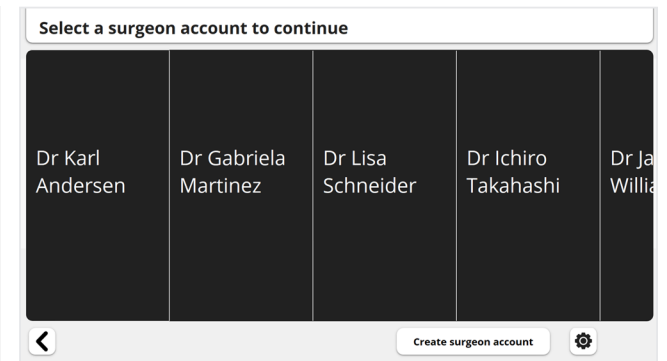 Select a surgeon account to continue
Dr Karl
Andersen
Dr Gabriela
Martinez
Dr Lisa
Schneider
Dr Ichiro
Takahashi
Dr
Create surgeon account